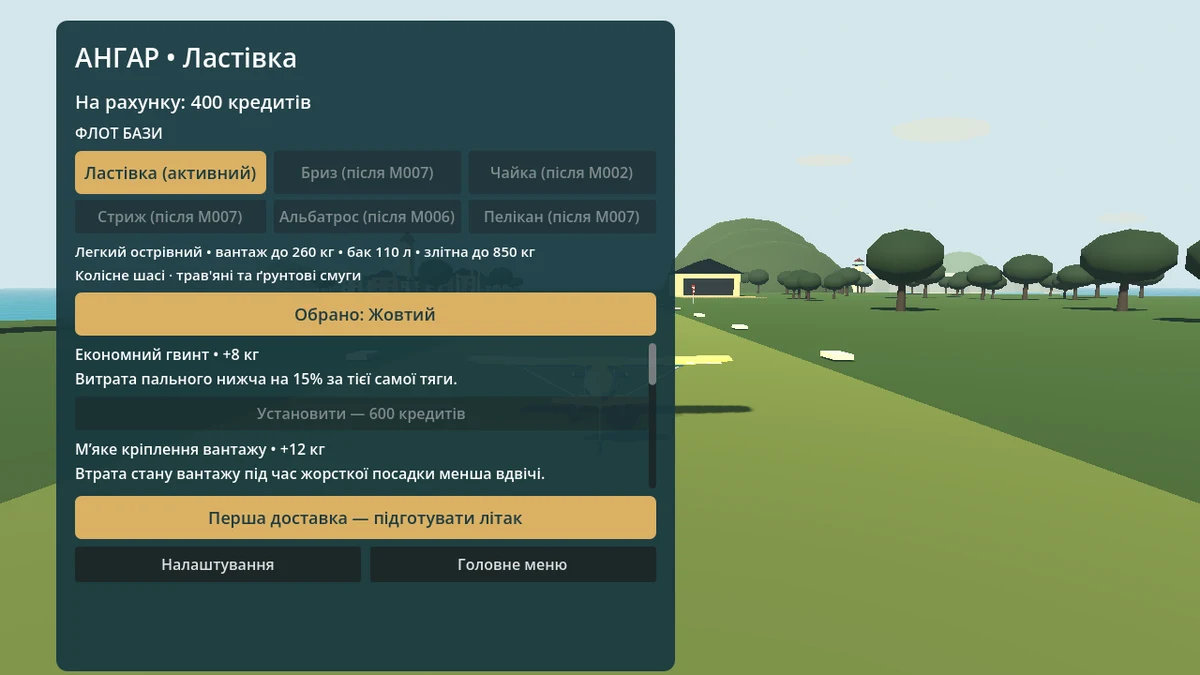 АНГАР • Ластівка
На рахунку: 400 кредитів
ФЛОТ БАЗИ
Ластівка (активний)
Бриз (після M007)
Чайка (після M002)
Стриж (після M007)
Альбатрос (після M006)
Пелікан (після M007)
Легкий острівний • вантаж до 260 кг • бак 110 л • злітна до 850 кг
Колісне шасі · трав'яні та ґрунтові смуги
Обрано: Жовтий
Економний гвинт • +8 кг
Витрата пального нижча на 15% за тієї самої тяги.
Установити — 600 кредитів
М’яке кріплення вантажу • +12 кг
Втрата стану вантажу під час жорсткої посадки менша вдвічі.
Перша доставка — підготувати літак
Налаштування
Головне меню